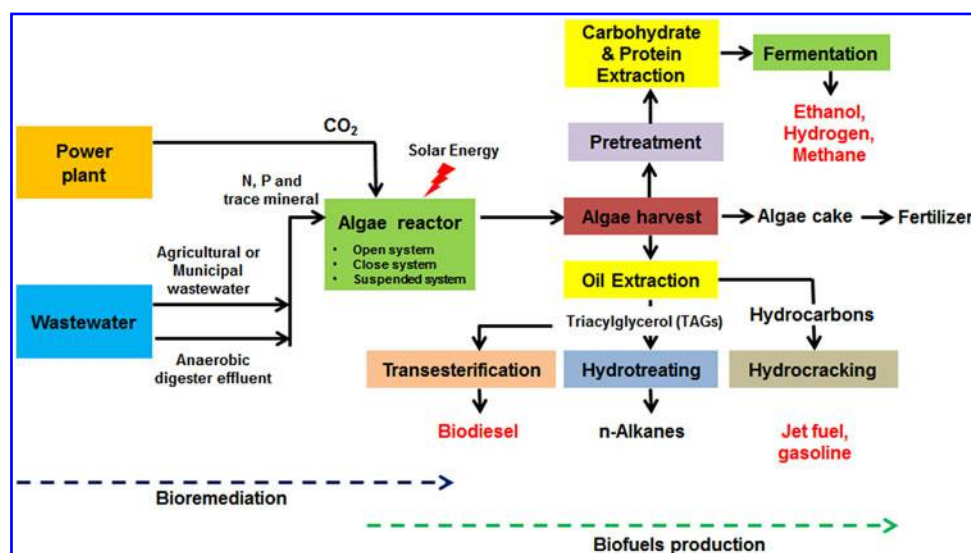 Carbohydrate
& Protein
Extraction
Fermentation
Ethanol,
Hydrogen,
Methane
Power
plant
CO₂
Solar Energy
Pretreatment
N, P and
trace mineral
Algae reactor
• Open system
• Close system
• Suspended system
Algae harvest
Algae cake
Fertilizer
Agricultural or
Municipal
wastewater
Wastewater
Anaerobic
digester effluent
Oil Extraction
Triacylglycerol (TAGs)
Hydrocarbons
Transesterification
Hydrotreating
Hydrocracking
Biodiesel
n-Alkanes
Jet fuel,
gasoline
Bioremediation
Biofuels production